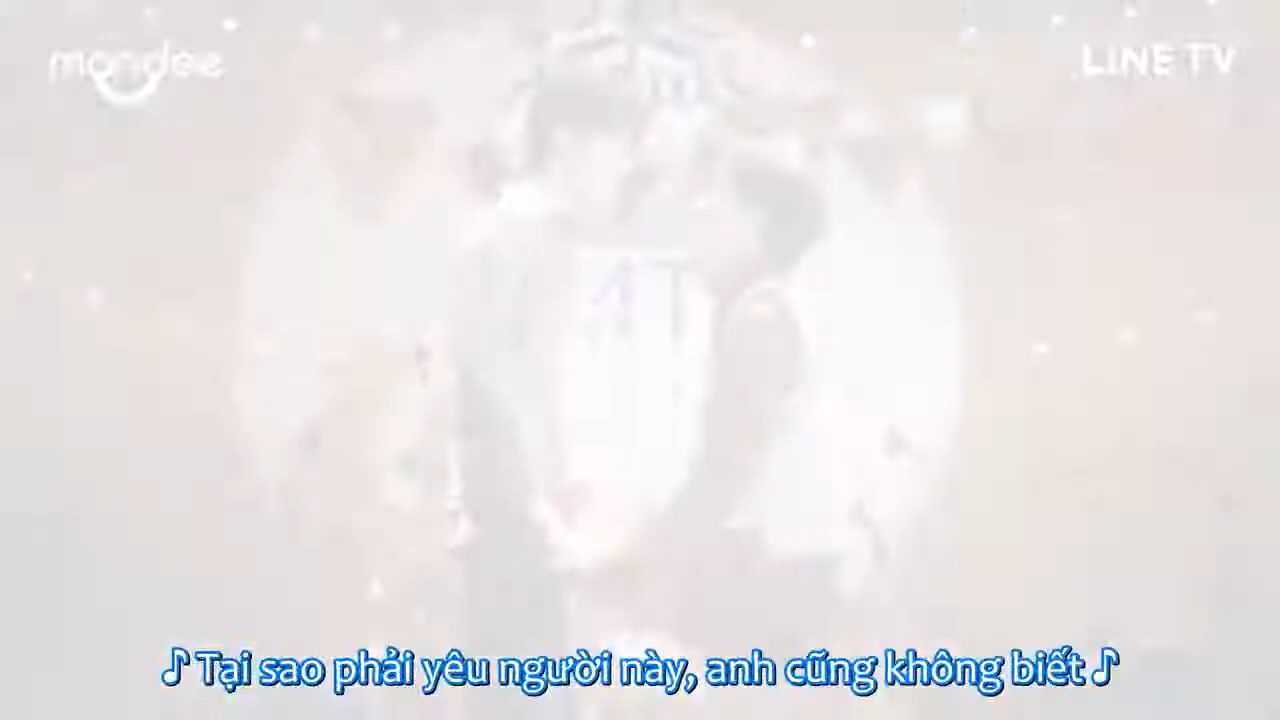 mondee
LINE TV
♪ Tại sao phải yêu người này, anh cũng không biết ♪